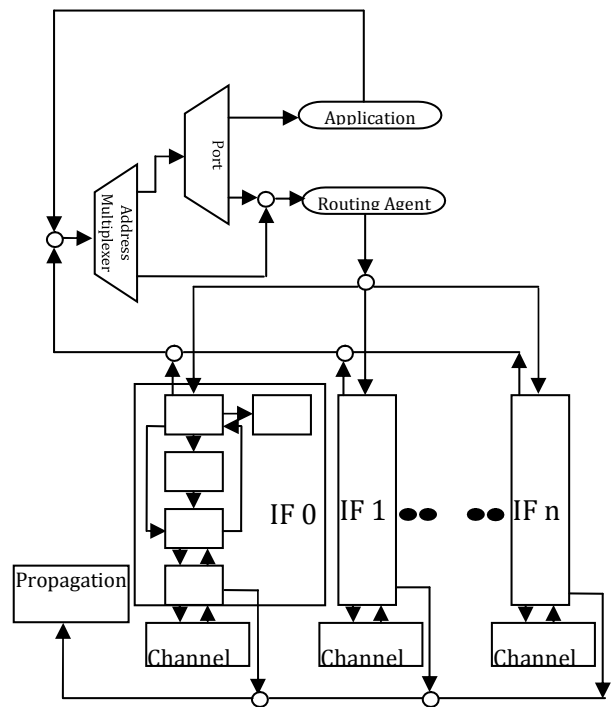 Application
Port
Address
Multiplexer
Routing Agent
IF 0
IF 1
IF n
Propagation
Channel
Channel
Channel